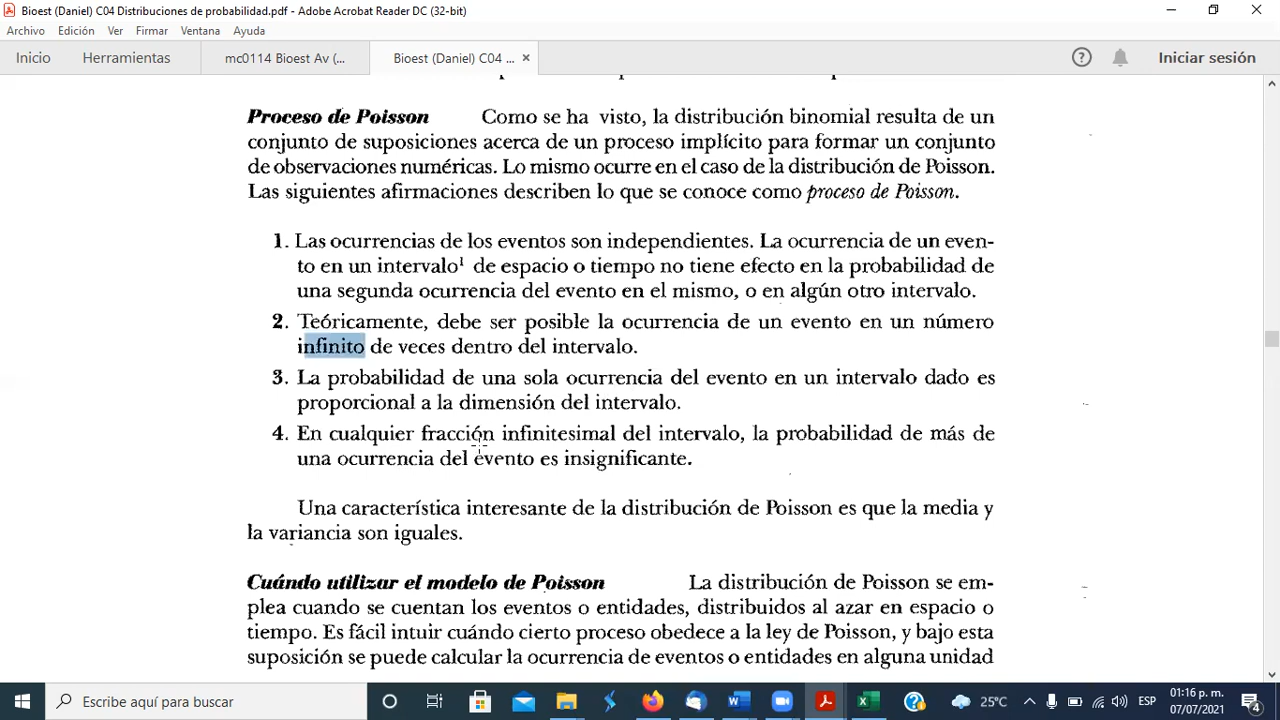 Bioest (Daniel) C04 Distribuciones de probabilidad.pdf - Adobe Acrobat Reader DC (32-bit)
Archivo Edición Ver Firmar Ventana Ayuda
Inicio Herramientas mc0114 Bioest Av (... Bioest (Daniel) C04 ... × Iniciar sesión
Proceso de Poisson Como se ha visto, la distribución binomial resulta de un
conjunto de suposiciones acerca de un proceso implícito para formar un conjunto
de observaciones numéricas. Lo mismo ocurre en el caso de la distribución de Poisson.
Las siguientes afirmaciones describen lo que se conoce como proceso de Poisson.
1. Las ocurrencias de los eventos son independientes. La ocurrencia de un even-
to en un intervalo¹ de espacio o tiempo no tiene efecto en la probabilidad de
una segunda ocurrencia del evento en el mismo, o en algún otro intervalo.
2. Teóricamente, debe ser posible la ocurrencia de un evento en un número
infinito de veces dentro del intervalo.
3. La probabilidad de una sola ocurrencia del evento en un intervalo dado es
proporcional a la dimensión del intervalo.
4. En cualquier fracción infinitesimal del intervalo, la probabilidad de más de
una ocurrencia del evento es insignificante.
Una característica interesante de la distribución de Poisson es que la media y
la variancia son iguales.
Cuándo utilizar el modelo de Poisson La distribución de Poisson se em-
plea cuando se cuentan los eventos o entidades, distribuidos al azar en espacio o
tiempo. Es fácil intuir cuándo cierto proceso obedece a la ley de Poisson, y bajo esta
suposición se puede calcular la ocurrencia de eventos o entidades en alguna unidad
Escribe aquí para buscar 25°C ESP 01:16 p. m.
07/07/2021 4